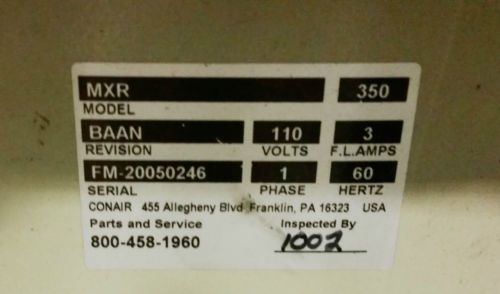 MXR 350
MODEL
BAAN 110 3
REVISION VOLTS F.L.AMPS
FM-20050246 1 60
SERIAL PHASE HERTZ
CONAIR 455 Allegheny Blvd Franklin, PA 16323 USA
Parts and Service Inspected By
800-458-1960 1002